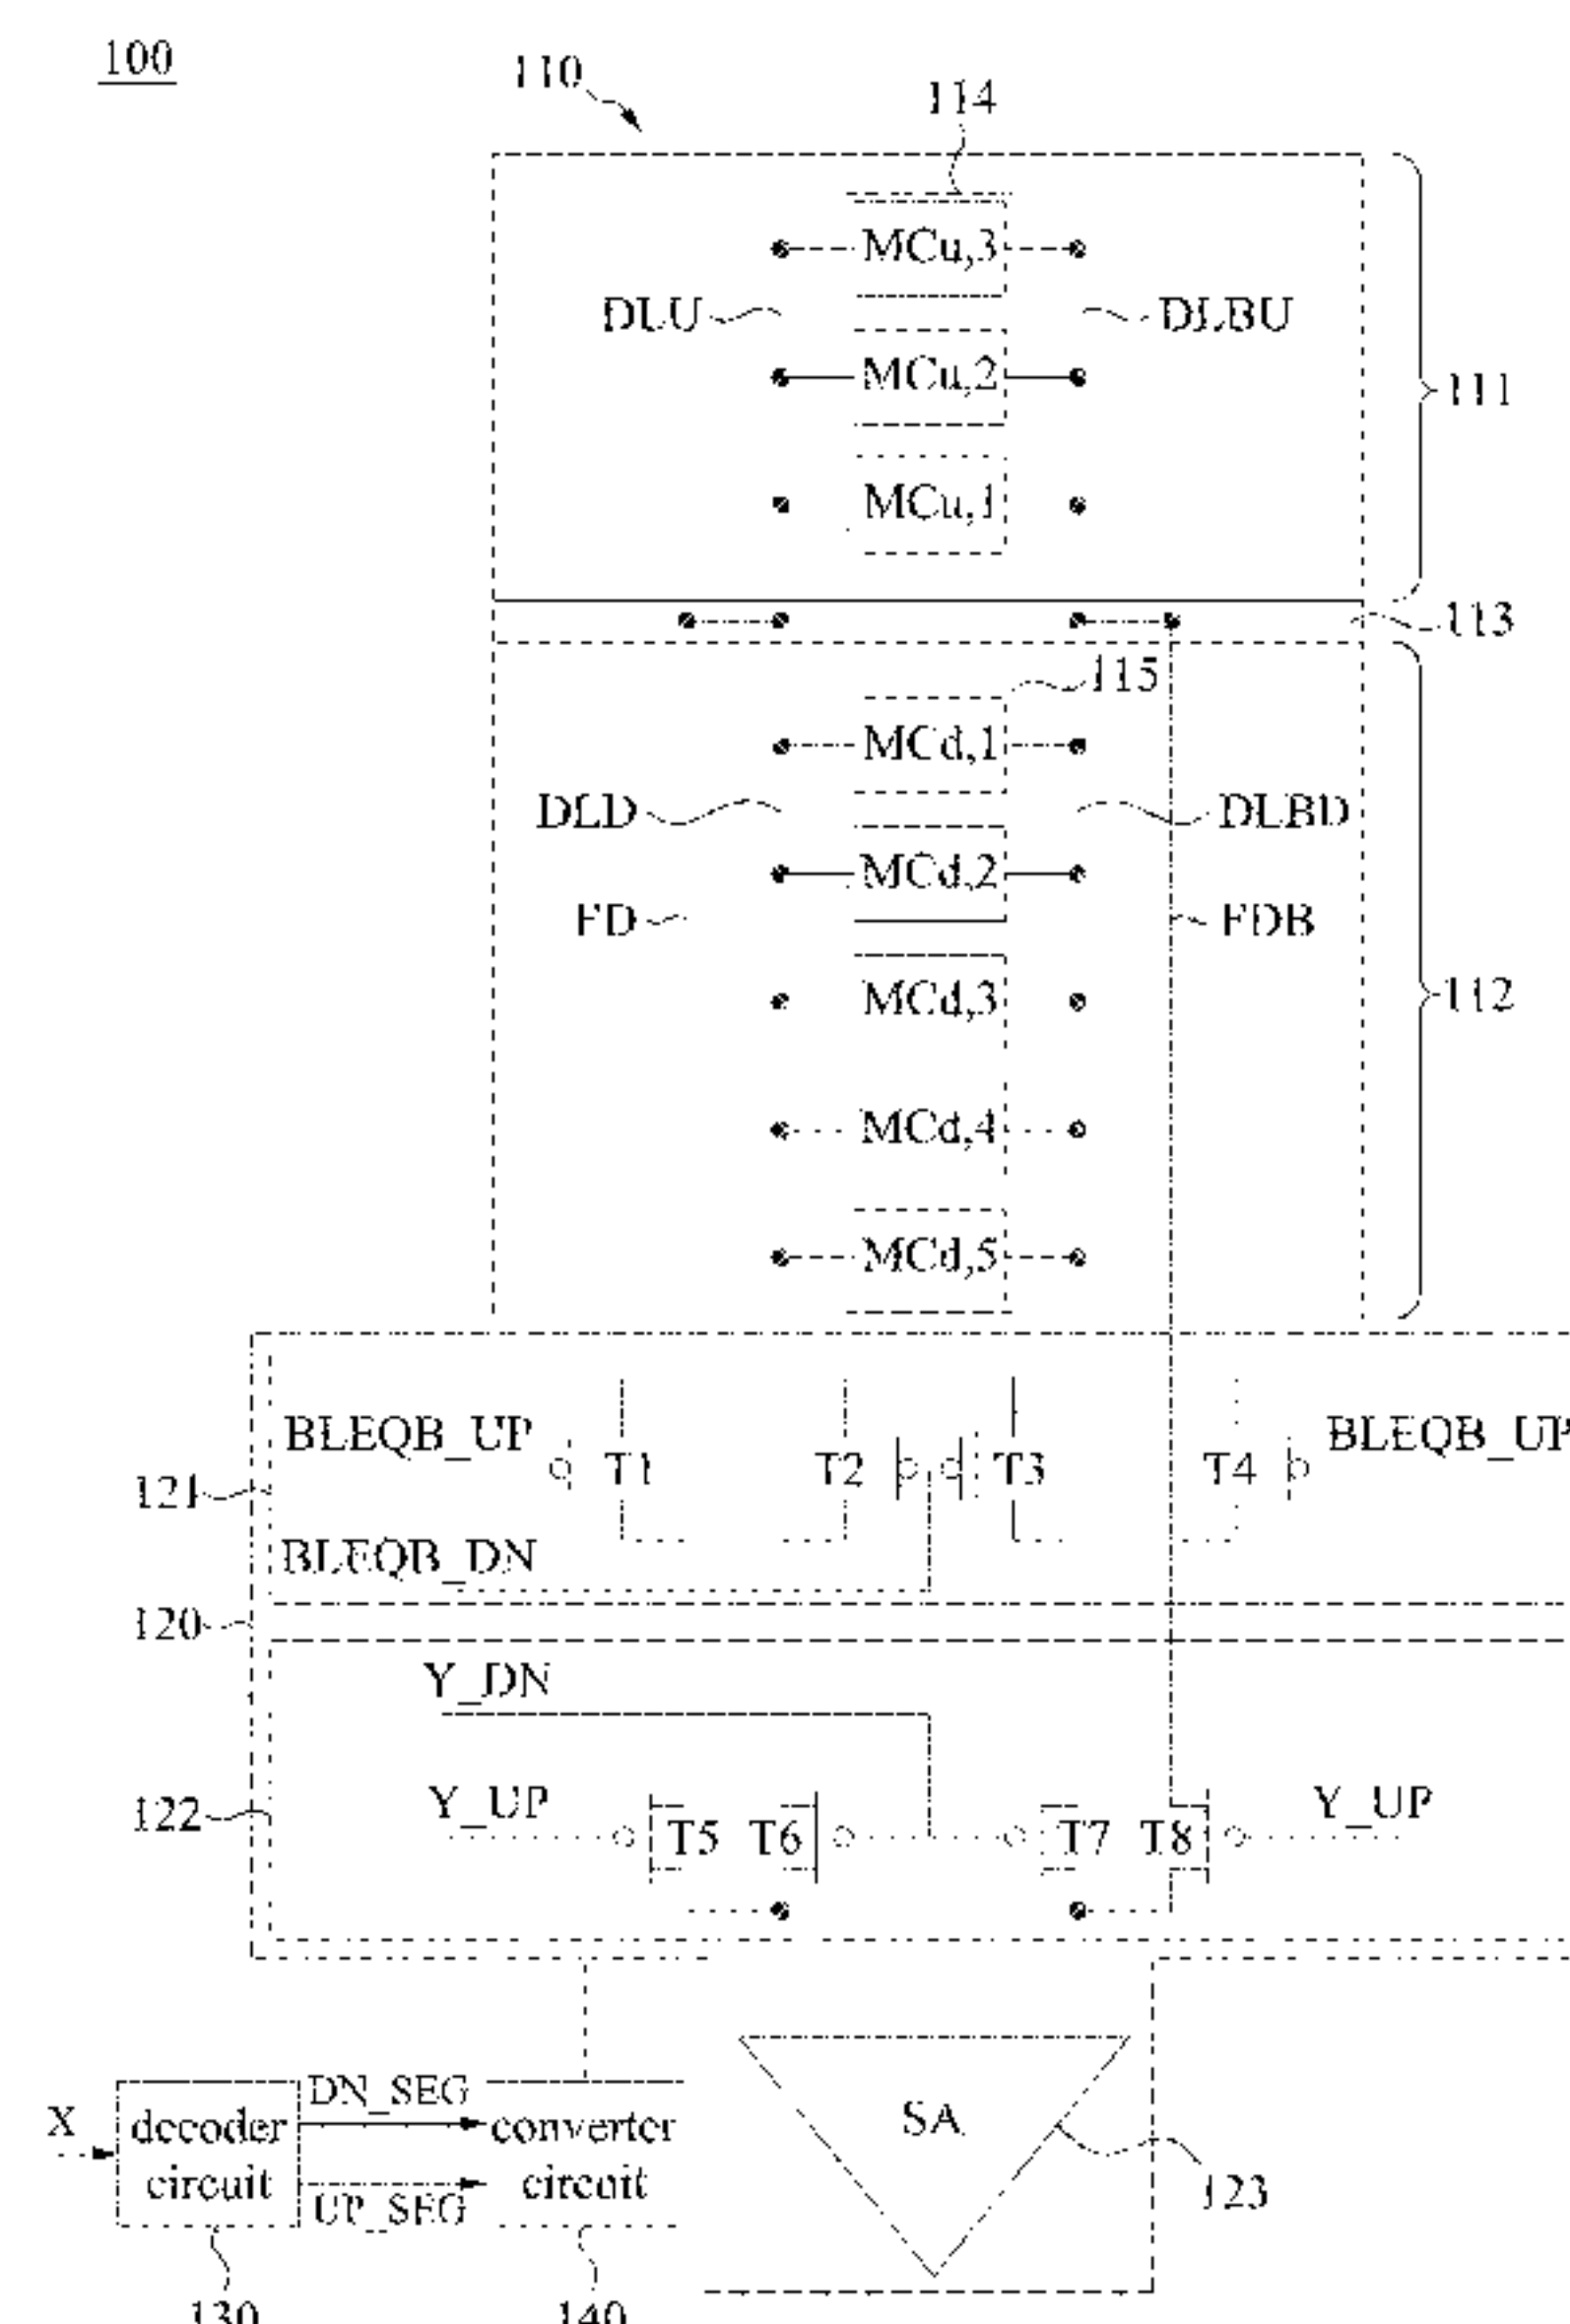 100
110
114
MCu,3
DLU
DLBU
MCu,2
111
MCu,1
113
115
MCd,1
DLD
DLBD
MCd,2
FD
FDB
MCd,3
112
MCd,4
MCd,5
BLEQB_UP
T1
T2
T3
T4
BLEQB_UP
121
BLEQB_DN
120
Y_DN
Y_UP
Y_UP
122
T5
T6
T7
T8
X
decoder
circuit
DN_SEG
UP_SEG
converter
circuit
SA
123
130
140